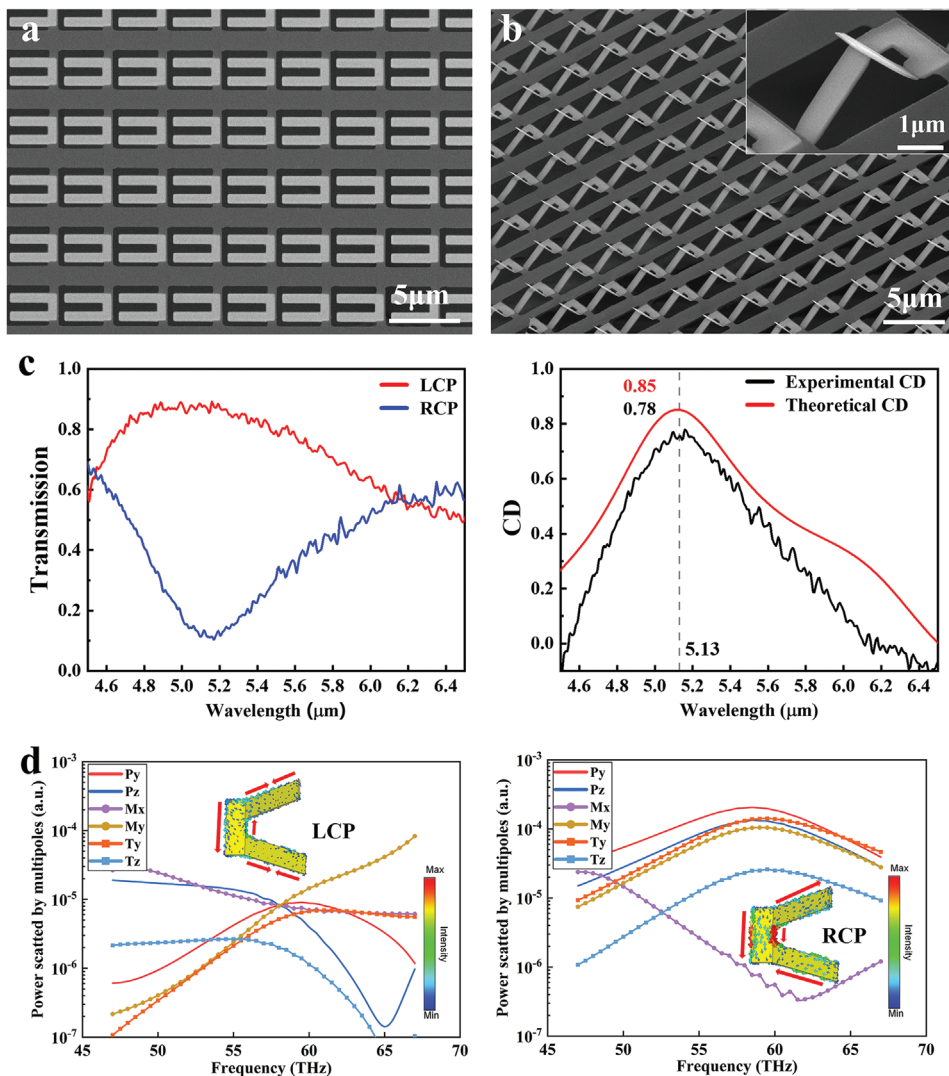 a
5μm
b
1μm
5μm
c
Transmission
1.0
0.8
0.6
0.4
0.2
0.0
LCP
RCP
4.6 4.8 5.0 5.2 5.4 5.6 5.8 6.0 6.2 6.4
Wavelength (μm)
CD
1.0
0.8
0.6
0.4
0.2
0.0
0.85
0.78
Experimental CD
Theoretical CD
5.13
4.6 4.8 5.0 5.2 5.4 5.6 5.8 6.0 6.2 6.4
Wavelength (μm)
d
Power scatted by multipoles (a.u.)
10-3
10-4
10-5
10-6
10-7
Py
Pz
Mx
My
Ty
Tz
LCP
Max
Intensity
Min
45 50 55 60 65 70
Frequency (THz)
Power scatted by multipoles (a.u.)
10-3
10-4
10-5
10-6
10-7
Py
Pz
Mx
My
Ty
Tz
RCP
Max
Intensity
Min
45 50 55 60 65 70
Frequency (THz)